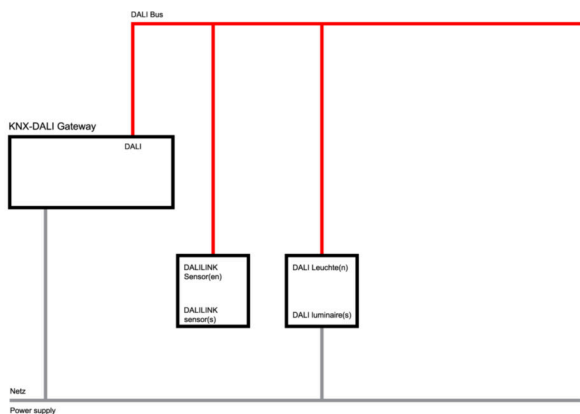 DALI Bus
KNX-DALI Gateway
DALI
DALILINK
Sensor(en)
DALILINK
sensor(s)
DALI Leuchte(n)
DALI luminaire(s)
Netz
Power supply